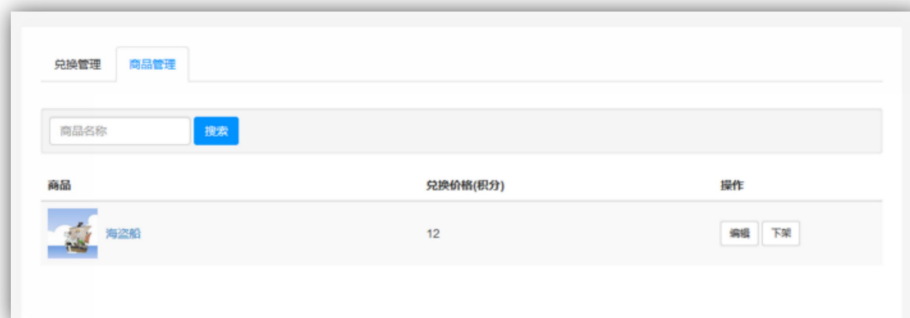 兑换管理 商品管理
商品名称 搜索
商品 兑换价格(积分) 操作
海盗船 12 编辑 下架